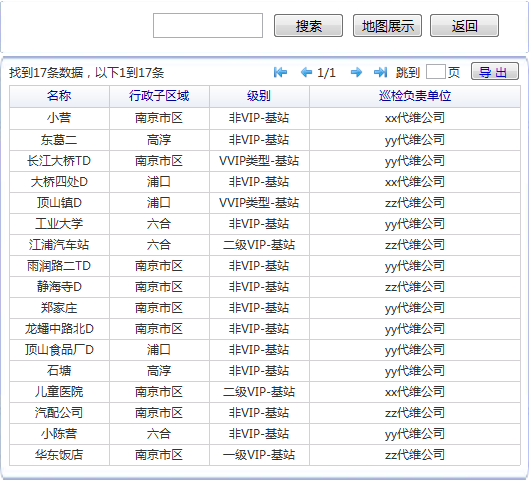 搜索 地图展示 返回
找到17条数据，以下1到17条 1/1 跳到 页 导 出
名称 行政子区域 级别 巡检负责单位
小营 南京市区 非VIP-基站 xx代维公司
东葛二 高淳 非VIP-基站 yy代维公司
长江大桥TD 南京市区 VVIP类型-基站 yy代维公司
大桥四处D 浦口 非VIP-基站 xx代维公司
顶山镇D 浦口 VVIP类型-基站 zz代维公司
工业大学 六合 非VIP-基站 yy代维公司
江浦汽车站 六合 二级VIP-基站 zz代维公司
雨润路二TD 南京市区 非VIP-基站 yy代维公司
静海寺D 南京市区 非VIP-基站 zz代维公司
郑家庄 南京市区 非VIP-基站 yy代维公司
龙蟠中路北D 南京市区 非VIP-基站 yy代维公司
顶山食品厂D 浦口 非VIP-基站 yy代维公司
石塘 高淳 非VIP-基站 yy代维公司
儿童医院 南京市区 二级VIP-基站 xx代维公司
汽配公司 南京市区 非VIP-基站 zz代维公司
小陈营 六合 非VIP-基站 yy代维公司
华东饭店 南京市区 一级VIP-基站 zz代维公司